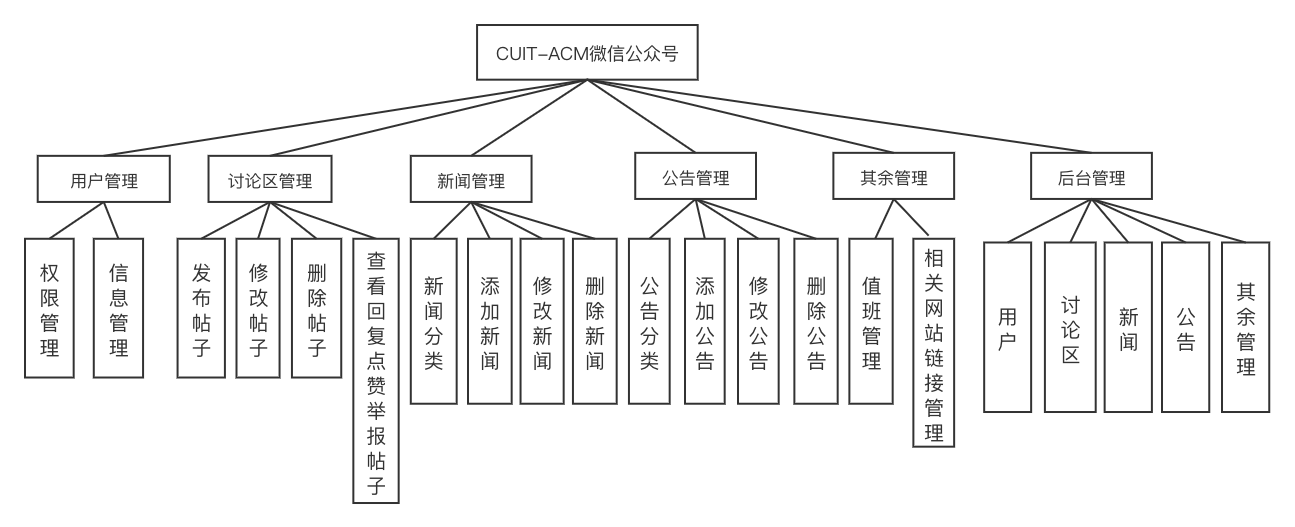 CUIT-ACM微信公众号
用户管理
讨论区管理
新闻管理
公告管理
其余管理
后台管理
权限管理
信息管理
发布帖子
修改帖子
删除帖子
查看回复点赞举报帖子
新闻分类
添加新闻
修改新闻
删除新闻
公告分类
添加公告
修改公告
删除公告
值班管理
相关网站链接管理
用户
讨论区
新闻
公告
其余管理